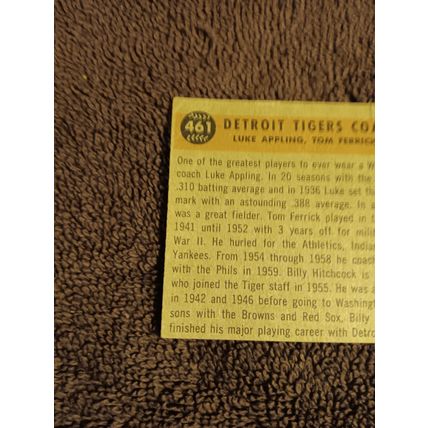 461 DETROIT TIGERS COA
LUKE APPLING, TOM FERRICK
One of the greatest players to ever wear a W
coach Luke Appling. In 20 seasons with the
.310 batting average and in 1936 Luke set th
mark with an astounding .388 average. In a
was a great fielder. Tom Ferrick played in t
1941 until 1952 with 3 years off for milit
War II. He hurled for the Athletics, Indian
Yankees. From 1954 through 1958 he coach
with the Phils in 1959. Billy Hitchcock is
who joined the Tiger staff in 1955. He was a
in 1942 and 1946 before going to Washingt
sons with the Browns and Red Sox, Billy
finished his major playing career with Detro